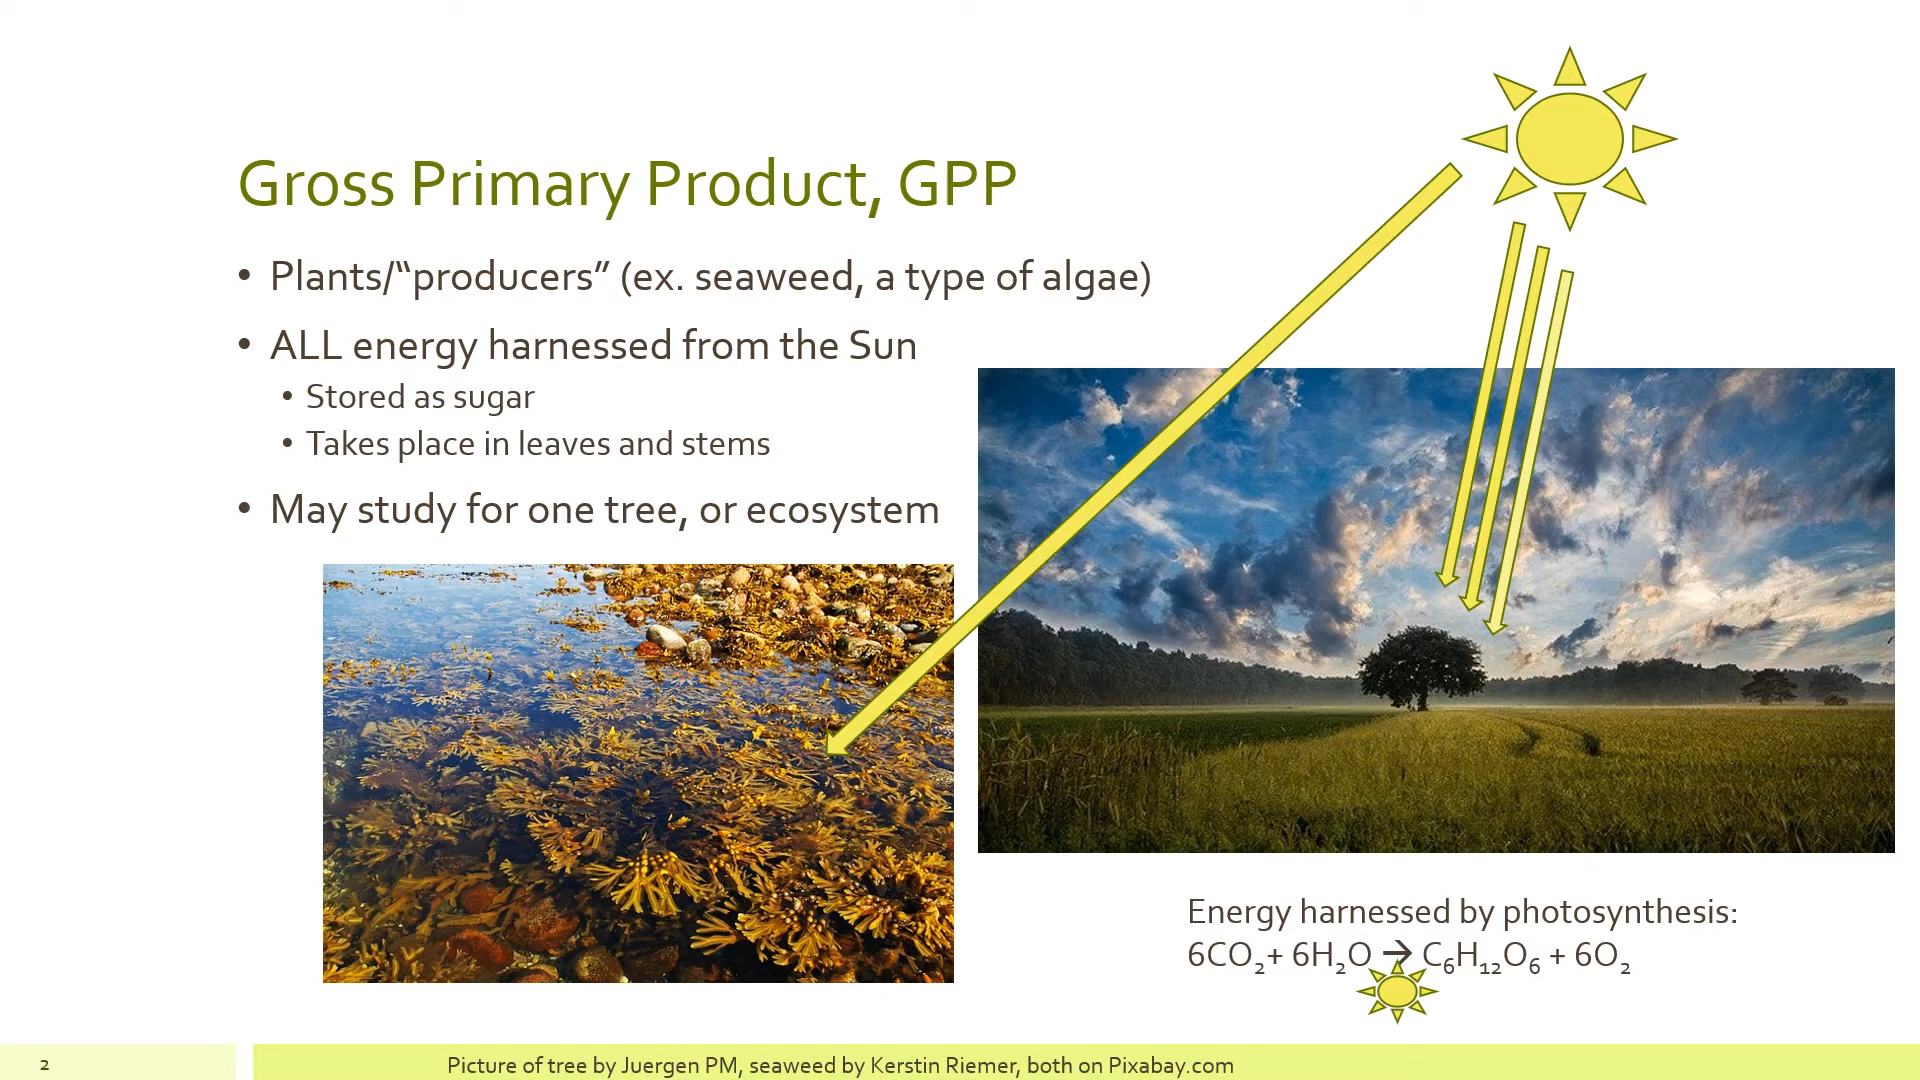 Gross Primary Product, GPP
• Plants/“producers” (ex. seaweed, a type of algae)
• ALL energy harnessed from the Sun
• Stored as sugar
• Takes place in leaves and stems
• May study for one tree, or ecosystem
Energy harnessed by photosynthesis:
6CO₂+ 6H₂O → C₆H₁₂O₆ + 6O₂
2
Picture of tree by Juergen PM, seaweed by Kerstin Riemer, both on Pixabay.com